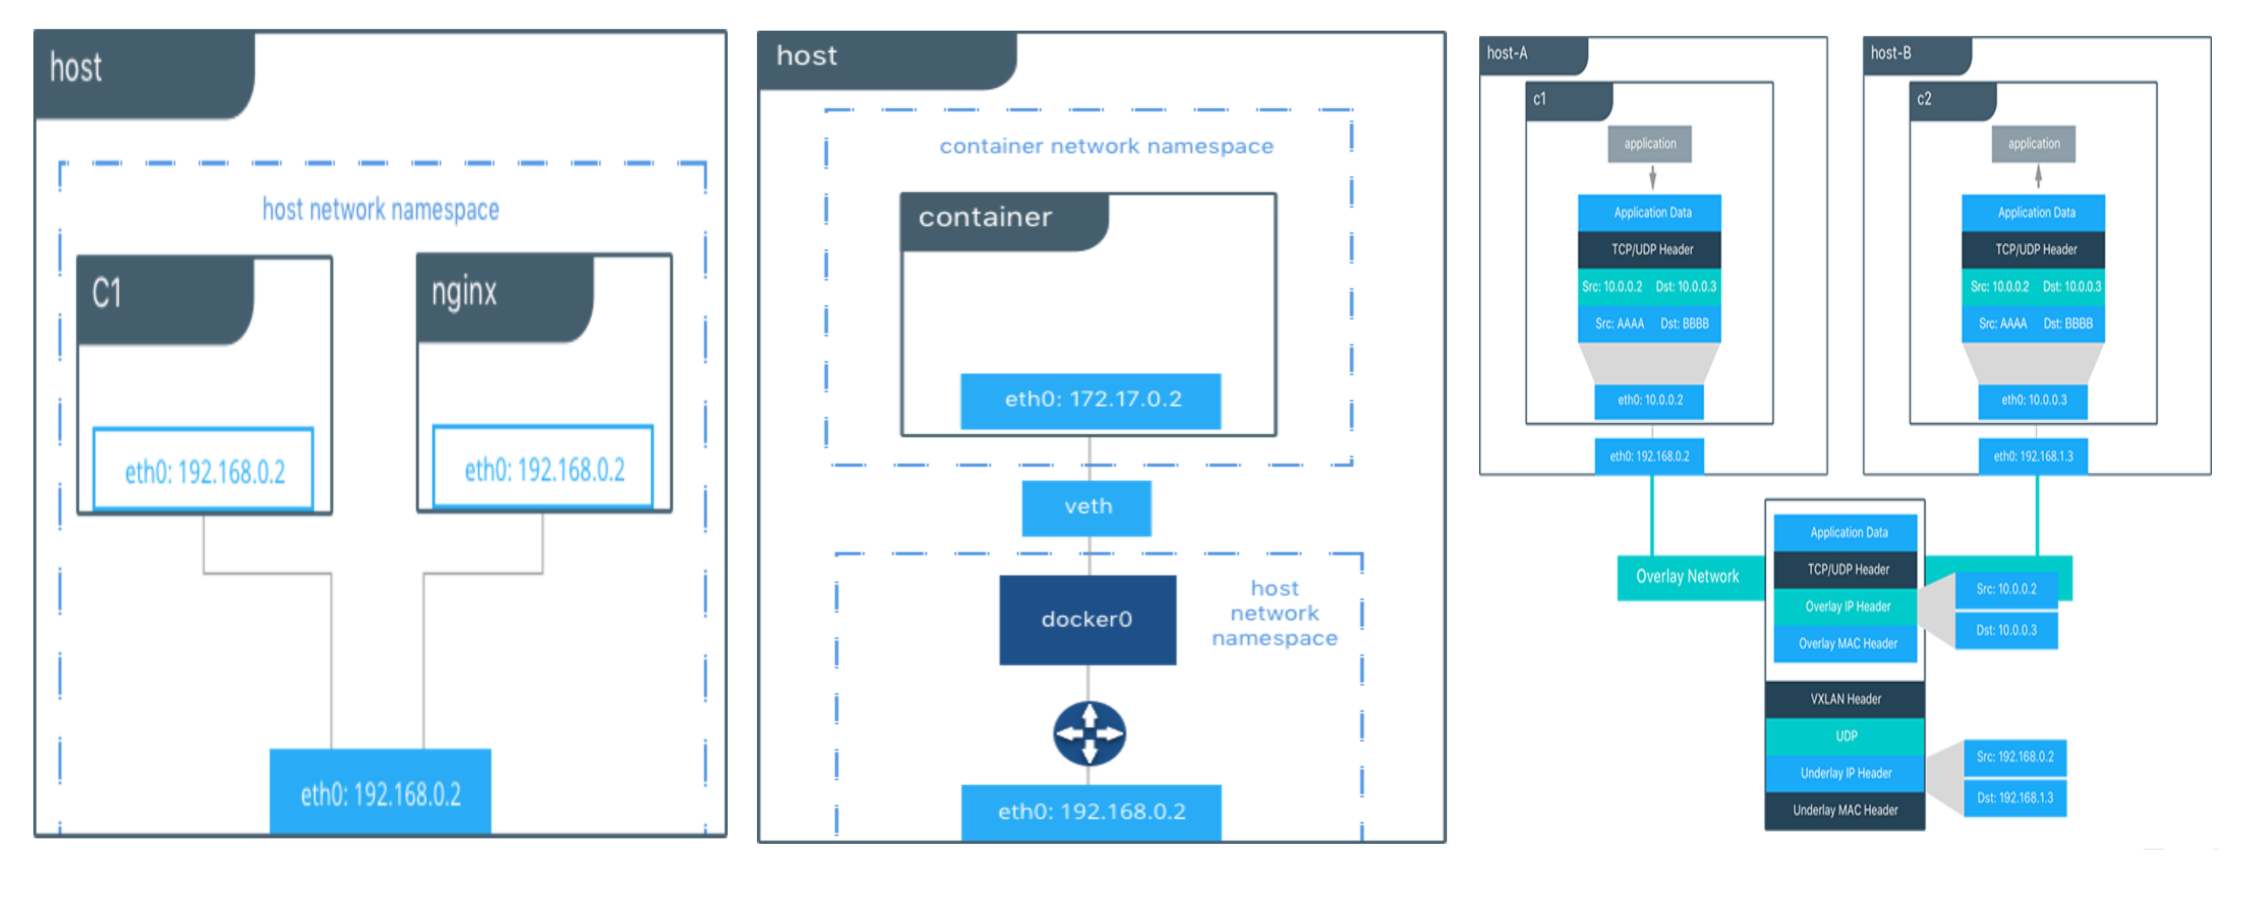 host
host network namespace
C1
nginx
eth0: 192.168.0.2
eth0: 192.168.0.2
eth0: 192.168.0.2
host
container network namespace
container
eth0: 172.17.0.2
veth
docker0
host
network
namespace
eth0: 192.168.0.2
host-A
c1
application
Application Data
TCP/UDP Header
Src: 10.0.0.2 Dst: 10.0.0.3
Src: AAAA Dst: BBBB
eth0: 10.0.0.2
eth0: 192.168.0.2
host-B
c2
application
Application Data
TCP/UDP Header
Src: 10.0.0.2 Dst: 10.0.0.3
Src: AAAA Dst: BBBB
eth0: 10.0.0.3
eth0: 192.168.1.3
Overlay Network
Application Data
TCP/UDP Header
Overlay IP Header
Overlay MAC Header
Src: 10.0.0.2
Dst: 10.0.0.3
VXLAN Header
UDP
Underlay IP Header
Underlay MAC Header
Src: 192.168.0.2
Dst: 192.168.1.3